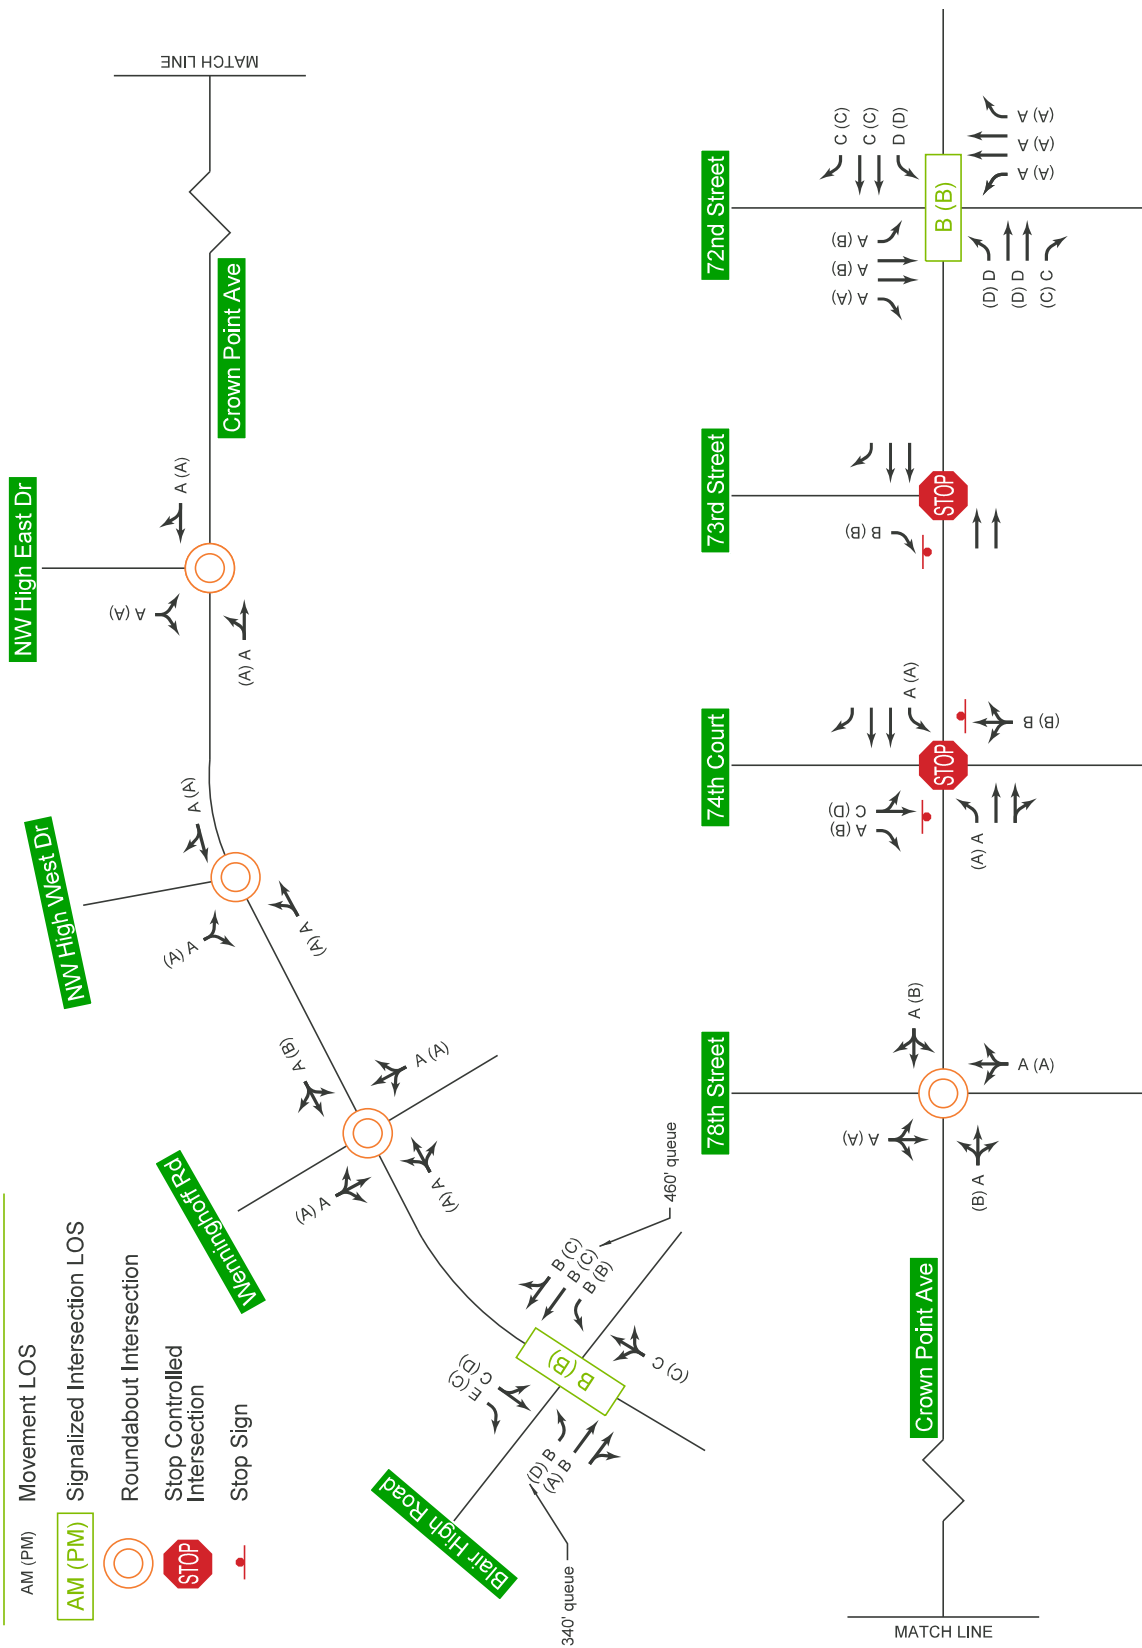 AM (PM)
Movement LOS
AM (PM)
Signalized Intersection LOS
Roundabout Intersection
STOP
Stop Controlled
Intersection
Stop Sign
Blair High Road
340' queue
(D) B
(A) B
E (C)
C (D)
B (B)
B (C)
B (C)
B (B)
460' queue
(C) C
Wenninghoff Rd
(A) A
(A) A
A (B)
A (A)
NW High West Dr
(A) A
(A) A
A (A)
NW High East Dr
A (A)
(A) A
A (A)
Crown Point Ave
MATCH LINE
MATCH LINE
Crown Point Ave
78th Street
A (A)
(B) A
A (B)
A (A)
74th Court
C (D)
A (B)
(A) A
STOP
A (A)
(B) B
73rd Street
B (B)
STOP
72nd Street
A (B)
A (B)
A (A)
C (C)
C (C)
D (D)
B (B)
(D) D
(D) D
(C) C
A (A)
A (A)
A (A)